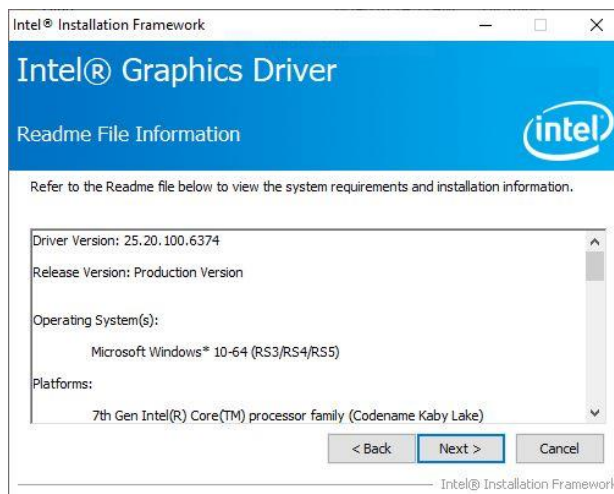 Intel® Installation Framework
Intel® Graphics Driver
Readme File Information
intel
Refer to the Readme file below to view the system requirements and installation information.
Driver Version: 25.20.100.6374
Release Version: Production Version
Operating System(s):
Microsoft Windows* 10-64 (RS3/RS4/RS5)
Platforms:
7th Gen Intel(R) Core(TM) processor family (Codename Kaby Lake)
< Back Next > Cancel
Intel® Installation Framework